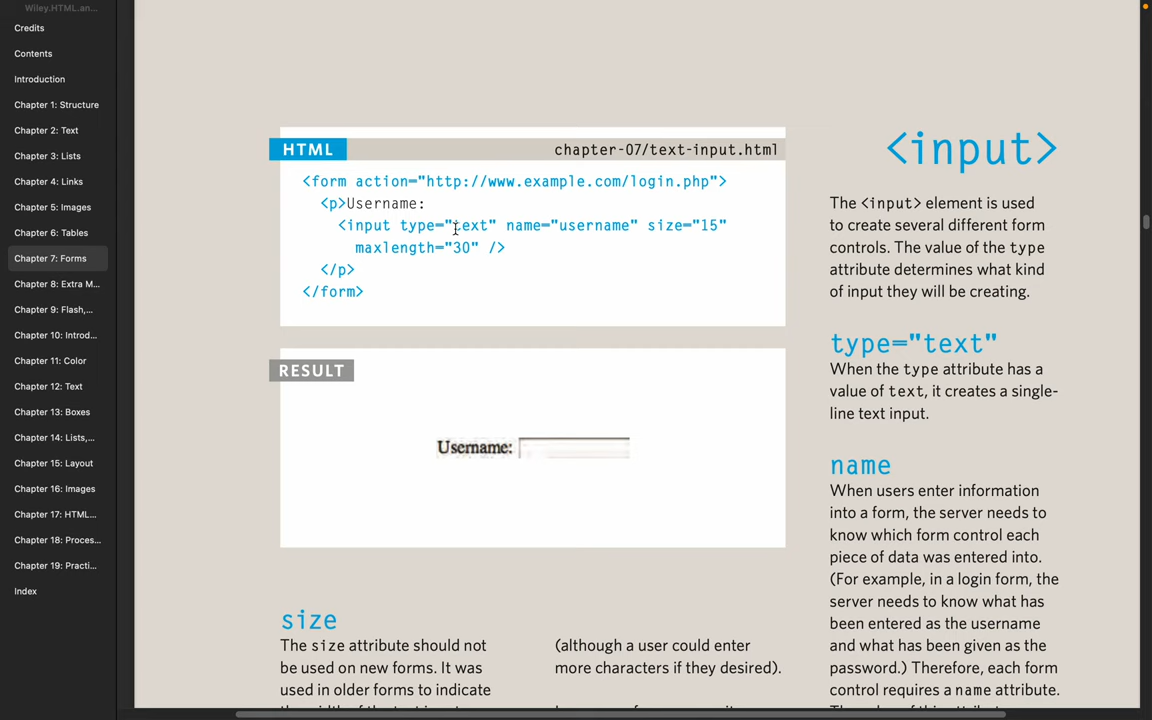 Wiley.HTML.an...
Credits
Contents
Introduction
Chapter 1: Structure
Chapter 2: Text
Chapter 3: Lists
Chapter 4: Links
Chapter 5: Images
Chapter 6: Tables
Chapter 7: Forms
Chapter 8: Extra M...
Chapter 9: Flash,...
Chapter 10: Introd...
Chapter 11: Color
Chapter 12: Text
Chapter 13: Boxes
Chapter 14: Lists,...
Chapter 15: Layout
Chapter 16: Images
Chapter 17: HTML...
Chapter 18: Proces...
Chapter 19: Practi...
Index
HTML
chapter-07/text-input.html
<form action="http://www.example.com/login.php">
<p>Username:
<input type="text" name="username" size="15"
maxlength="30" />
</p>
</form>
RESULT
Username:
size
The size attribute should not
be used on new forms. It was
used in older forms to indicate
(although a user could enter
more characters if they desired).
<input>
The <input> element is used
to create several different form
controls. The value of the type
attribute determines what kind
of input they will be creating.
type="text"
When the type attribute has a
value of text, it creates a single-
line text input.
name
When users enter information
into a form, the server needs to
know which form control each
piece of data was entered into.
(For example, in a login form, the
server needs to know what has
been entered as the username
and what has been given as the
password.) Therefore, each form
control requires a name attribute.